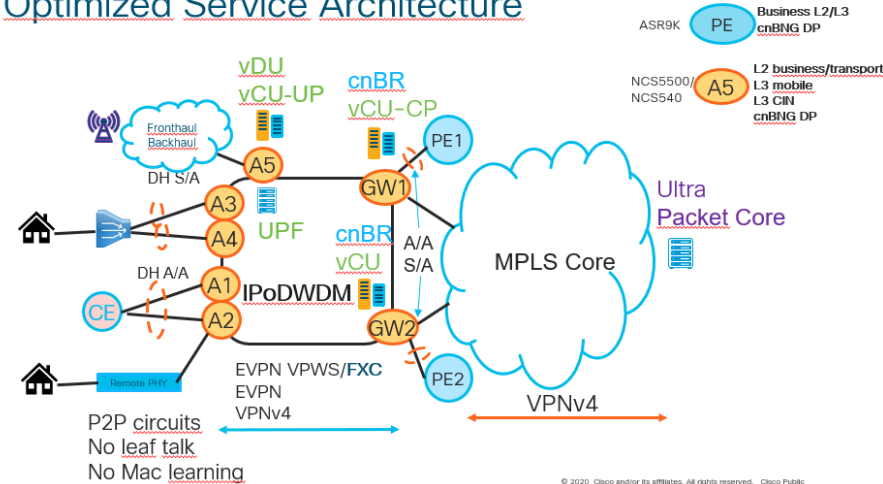 Optimized Service Architecture
ASR9K
PE
Business L2/L3
cnBNG DP
NCS5500/
NCS540
A5
L2 business/transport
L3 mobile
L3 CIN
cnBNG DP
vDU
vCU-UP
cnBR
vCU-CP
Fronthaul
Backhaul
PE1
A5
DH S/A
GW1
A3
UPF
A4
cnBR
vCU
A/A
S/A
MPLS Core
Ultra
Packet Core
DH A/A
A1
IPoDWDM
CE
A2
GW2
Remote PHY
EVPN VPWS/FXC
EVPN
VPNv4
PE2
VPNv4
P2P circuits
No leaf talk
No Mac learning
© 2020 Cisco and/or its affiliates. All rights reserved. Cisco Public